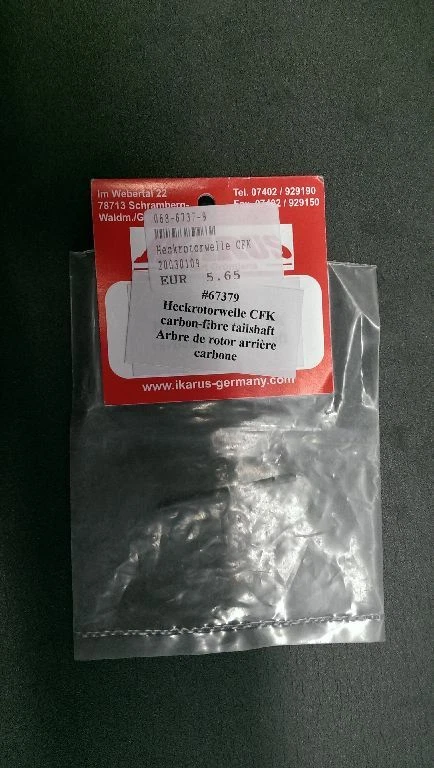 Im Webertal 22
78713 Schramberg-
Waldm./G
Tel. 07402 / 929190
Fax. 07402 / 929150
068-6737-9
Heckrotorwelle CFK
20030109
EUR 5.65
#67379
Heckrotorwelle CFK
carbon-fibre tailshaft
Arbre de rotor arrière
carbone
www.ikarus-germany.com